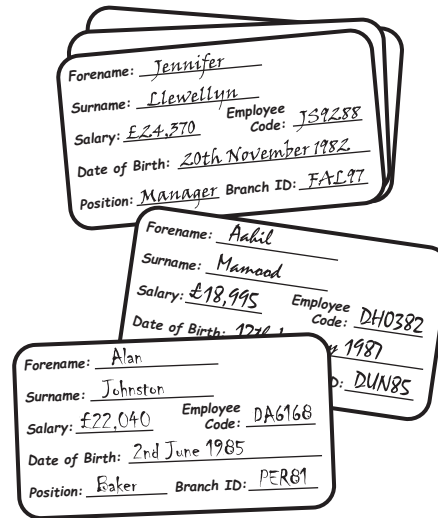 Forename: Jennifer
Surname: Llewellyn
Salary: £24,370 Employee Code: JS9288
Date of Birth: 20th November 1982
Position: Manager Branch ID: FAL97
Forename: Aahil
Surname: Mamood
Salary: £18,995 Employee Code: DH0382
Date of Birth: 1987
DUN85
Forename: Alan
Surname: Johnston
Salary: £22,040 Employee Code: DA6168
Date of Birth: 2nd June 1985
Position: Baker Branch ID: PER81